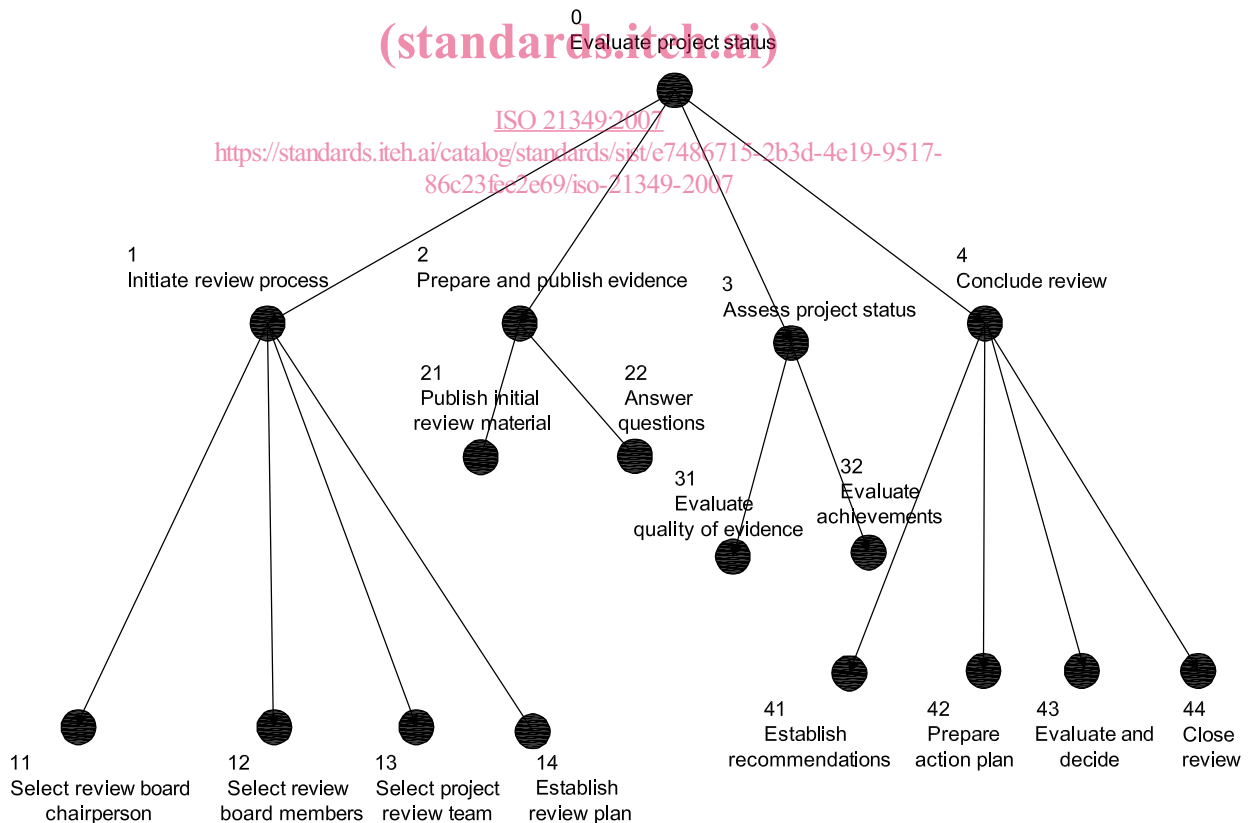 0
Evaluate project status
(standards.iteh.ai)
ISO 21349:2007
https://standards.iteh.ai/catalog/standards/sist/e7486715-2b3d-4e19-9517-
86c23fec2e69/iso-21349-2007
1
Initiate review process
2
Prepare and publish evidence
3
Assess project status
4
Conclude review
21
Publish initial
review material
22
Answer
questions
31
Evaluate
quality of evidence
32
Evaluate
achievements
11
Select review board
chairperson
12
Select review
board members
13
Select project
review team
14
Establish
review plan
41
Establish
recommendations
42
Prepare
action plan
43
Evaluate and
decide
44
Close
review